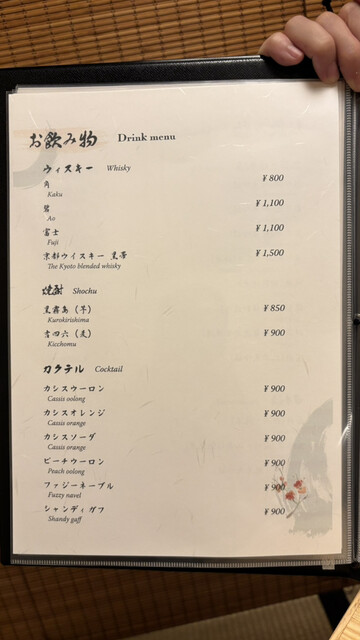 お飲み物 Drink menu
ウィスキー Whisky
角 ¥800
Kaku
¥1,100
Ao
富士 ¥1,100
Fuji
京都ウイスキー 黒帯 ¥1,500
The Kyoto blended whisky
焼酎 Shochu
黒霧島（芋） ¥850
Kurokirishima
吉四六（麦） ¥900
Kicchomu
カクテル Cocktail
カシスウーロン ¥900
Cassis oolong
カシスオレンジ ¥900
Cassis orange
カシスソーダ ¥900
Cassis orange
ピーチウーロン ¥900
Peach oolong
ファジーネーブル ¥900
Fuzzy navel
シャンディガフ ¥900
Shandy gaff